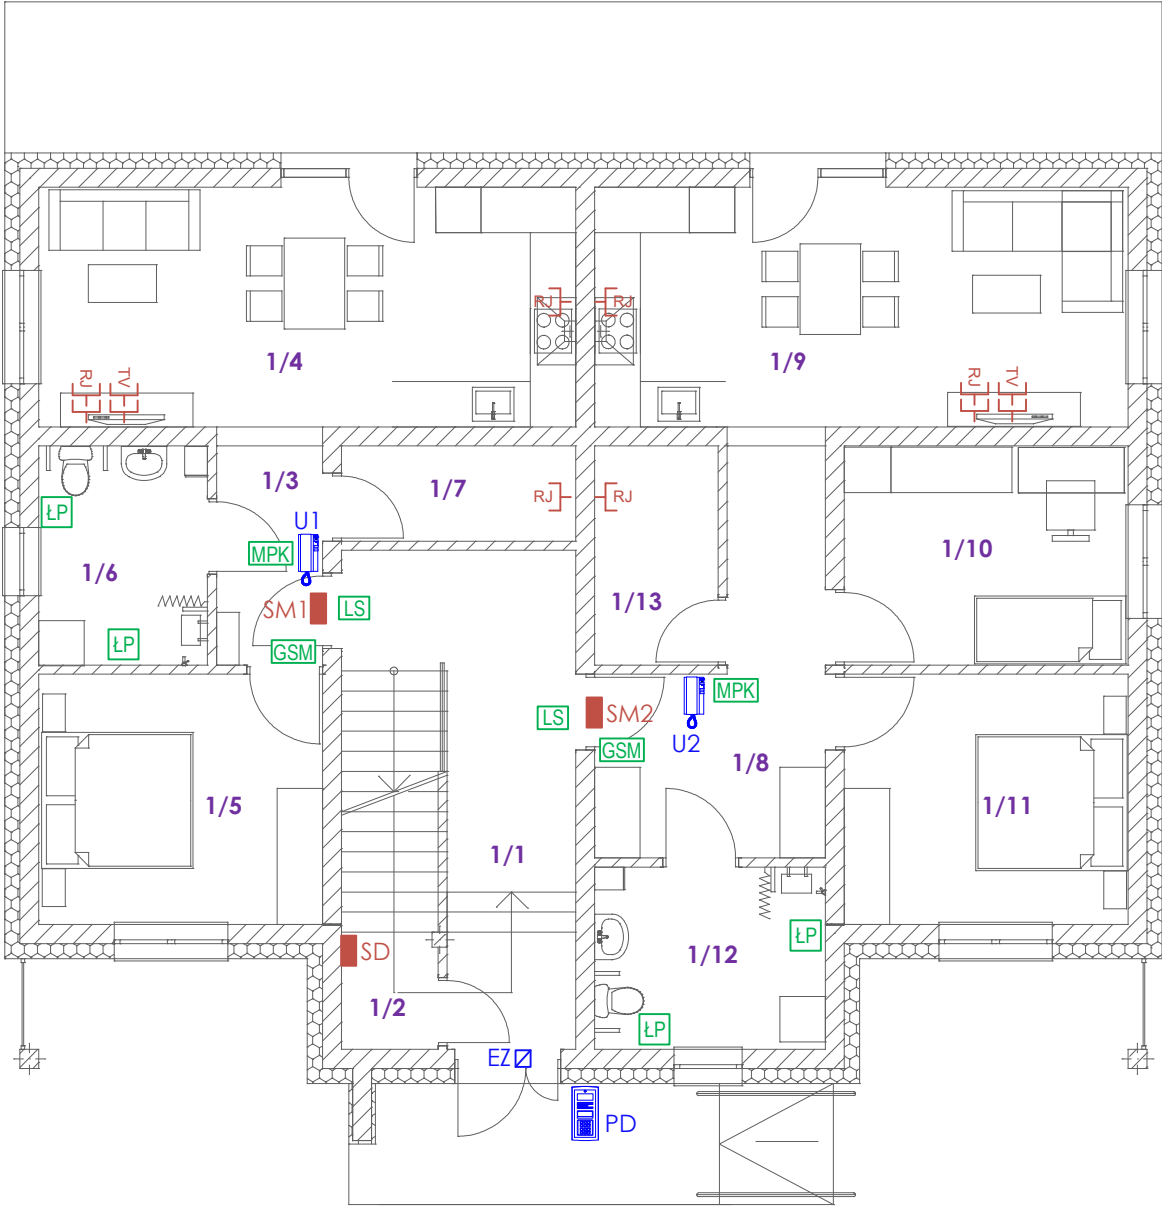 RJ
RJ
1/4
1/9
RJ
TV
RJ
TV
1/3
1/7
RJ
RJ
ŁP
U1
MPK
1/10
1/6
SM1
LS
1/13
ŁP
GSM
MPK
LS
SM2
U2
GSM
1/8
1/5
1/11
1/1
ŁP
SD
1/12
1/2
ŁP
EZ
PD